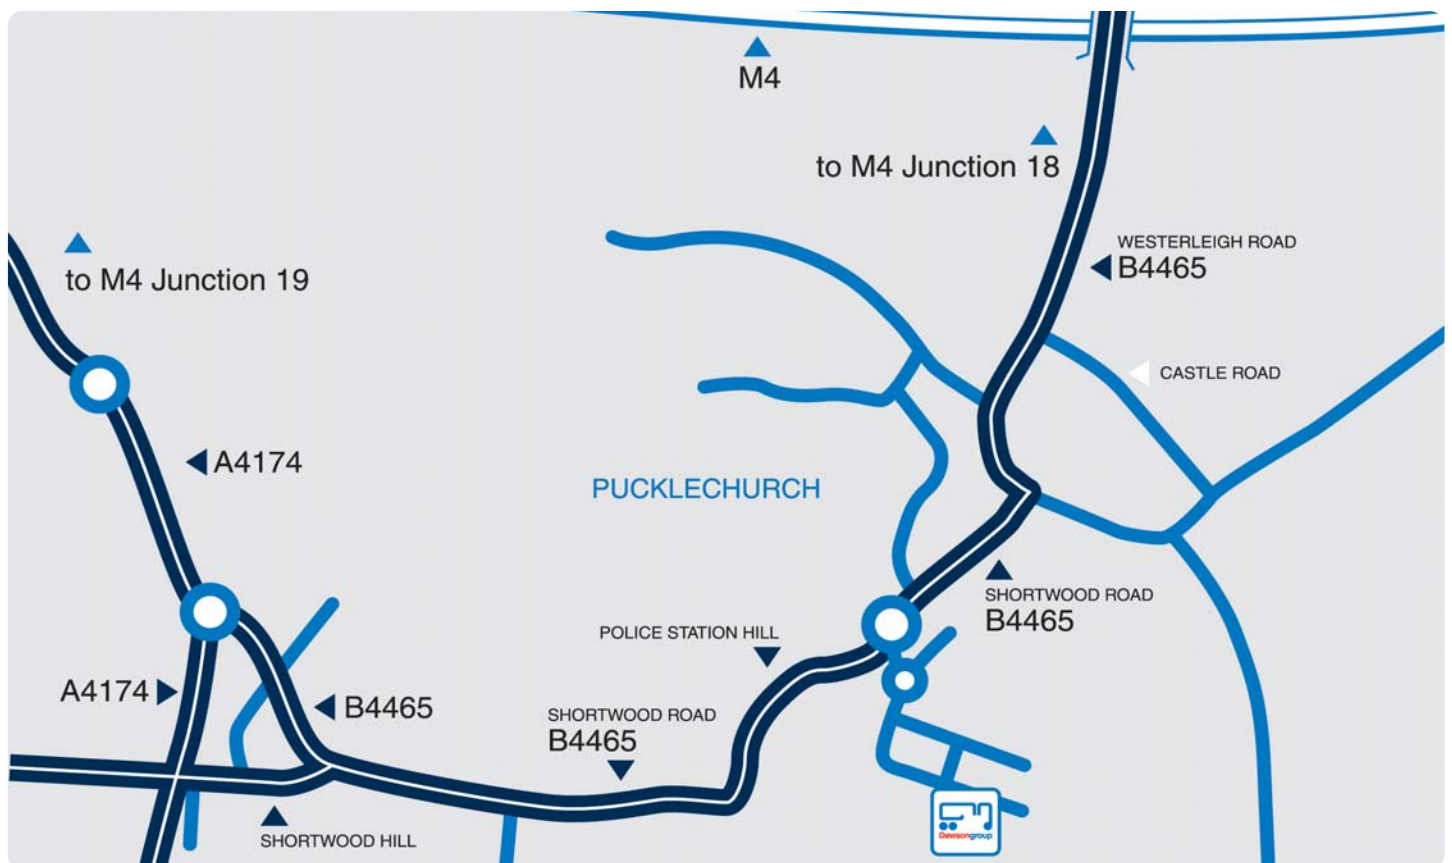 M4
to M4 Junction 18
WESTERLEIGH ROAD
B4465
to M4 Junction 19
CASTLE ROAD
A4174
PUCKLECHURCH
SHORTWOOD ROAD
B4465
POLICE STATION HILL
A4174
B4465
SHORTWOOD ROAD
B4465
SHORTWOOD HILL
Dawsongroup